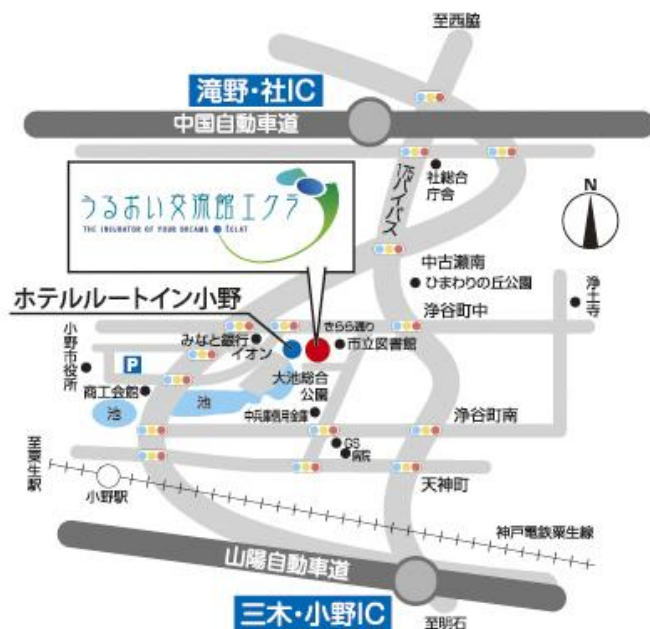 至西脇
滝野・社IC
中国自動車道
175バイパス
社総合
庁舎
うるおい交流館エクラ
THE INCUBATOR OF YOUR DREAMS ECLAT
N
中古瀬南
ひまわりの丘公園
浄土寺
ホテルルートイン小野
きらら通り
浄谷町中
みなと銀行
イオン
市立図書館
小野市役所
P
大池総合
公園
商工会館
池
池
中兵庫信用金庫
浄谷町南
GS
病院
至粟生駅
小野駅
天神町
神戸電鉄粟生線
山陽自動車道
三木・小野IC
至明石